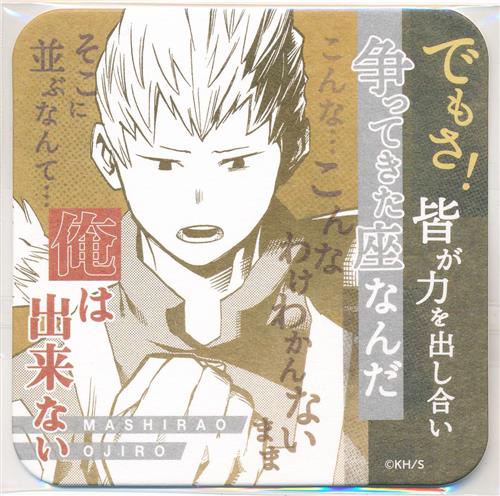 でもさ！
皆が力を出し合い
争ってきた座なんだ
こんな…こんな
わけわかんない
まま
そこに
並ぶなんて…
俺は
出来ない
MASHIRAO
OJIRO
©KH/S